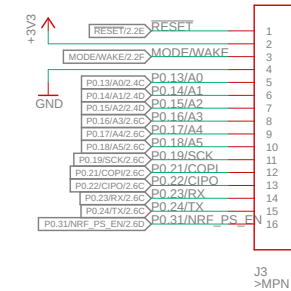 +3V3
RESET/2.2E RESET 1
2
MODE/WAKE/2.2F MODE/WAKE 3
4
GND
P0.13/A0/2.4C P0.13/A0 5
P0.14/A1/2.4D P0.14/A1 6
P0.15/A2/2.4D P0.15/A2 7
P0.16/A3/2.6C P0.16/A3 8
P0.17/A4/2.6C P0.17/A4 9
P0.18/A5/2.6C P0.18/A5 10
P0.19/SCK/2.6C P0.19/SCK 11
P0.21/COPI/2.6C P0.21/COPI 12
P0.22/CIPO/2.6C P0.22/CIPO 13
P0.23/RX/2.6C P0.23/RX 14
P0.24/TX/2.6C P0.24/TX 15
P0.31/NRF_PS_EN/2.6D P0.31/NRF_PS_EN 16
J3
>MPN